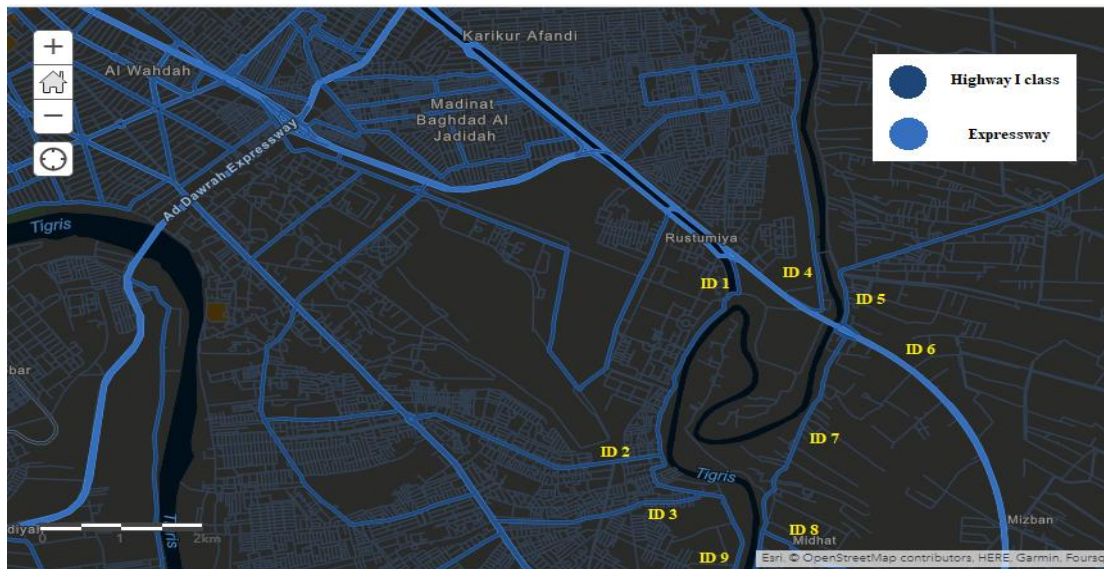 Karikur Afandi
+
Al Wahdah
Highway I class
Expressway
Madinat
Baghdad Al
Jadidah
−
Ad Dawrah Expressway
Tigris
Rustumiya
ID 1
ID 4
ID 5
ID 6
bar
ID 7
ID 2
Tigris
ID 3
ID 8
Midhat
Mizban
diyal
0
1
2km
ID 9
Esri, © OpenStreetMap contributors, HERE, Garmin, Foursq